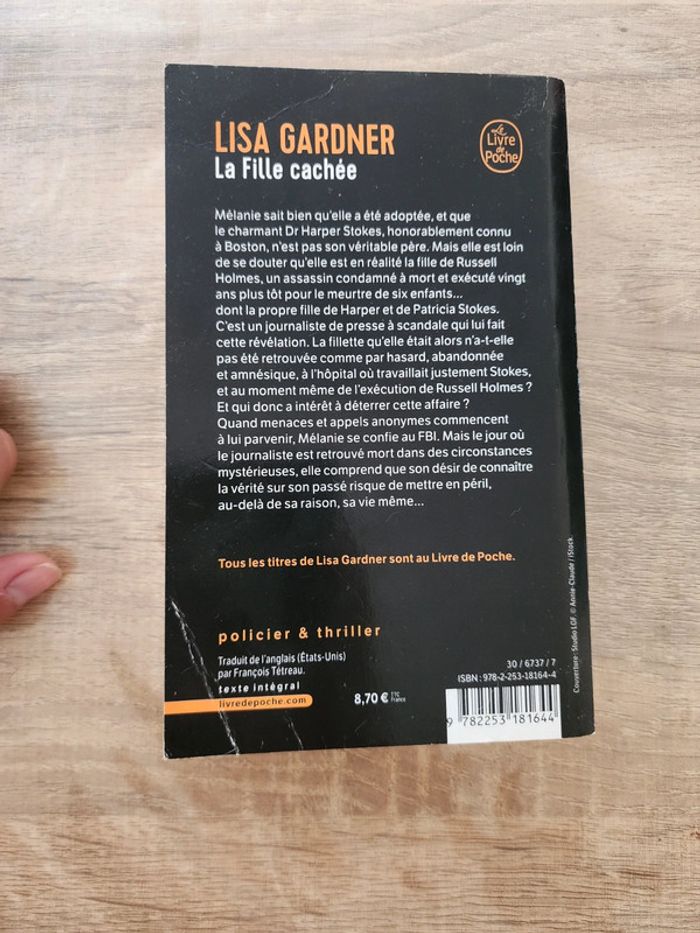 LISA GARDNER
La Fille cachée
Le
Livre
de
Poche
Mélanie sait bien qu'elle a été adoptée, et que
le charmant Dr Harper Stokes, honorablement connu
à Boston, n'est pas son véritable père. Mais elle est loin
de se douter qu'elle est en réalité la fille de Russell
Holmes, un assassin condamné à mort et exécuté vingt
ans plus tôt pour le meurtre de six enfants...
dont la propre fille de Harper et de Patricia Stokes.
C'est un journaliste de presse à scandale qui lui fait
cette révélation. La fillette qu'elle était alors n'a-t-elle
pas été retrouvée comme par hasard, abandonnée
et amnésique, à l'hôpital où travaillait justement Stokes,
et au moment même de l'exécution de Russell Holmes ?
Et qui donc a intérêt à déterrer cette affaire ?
Quand menaces et appels anonymes commencent
à lui parvenir, Mélanie se confie au FBI. Mais le jour où
le journaliste est retrouvé mort dans des circonstances
mystérieuses, elle comprend que son désir de connaître
la vérité sur son passé risque de mettre en péril,
au-delà de sa raison, sa vie même...
Tous les titres de Lisa Gardner sont au Livre de Poche.
policier & thriller
Traduit de l'anglais (États-Unis)
par François Tétreau.
texte intégral
livredepoche.com
8,70 € TTC
France
30 / 6737 / 7
ISBN : 978-2-253-18164-4
9 782253 181644
Couverture : Studio LGF. © Annie-Claude / iStock.